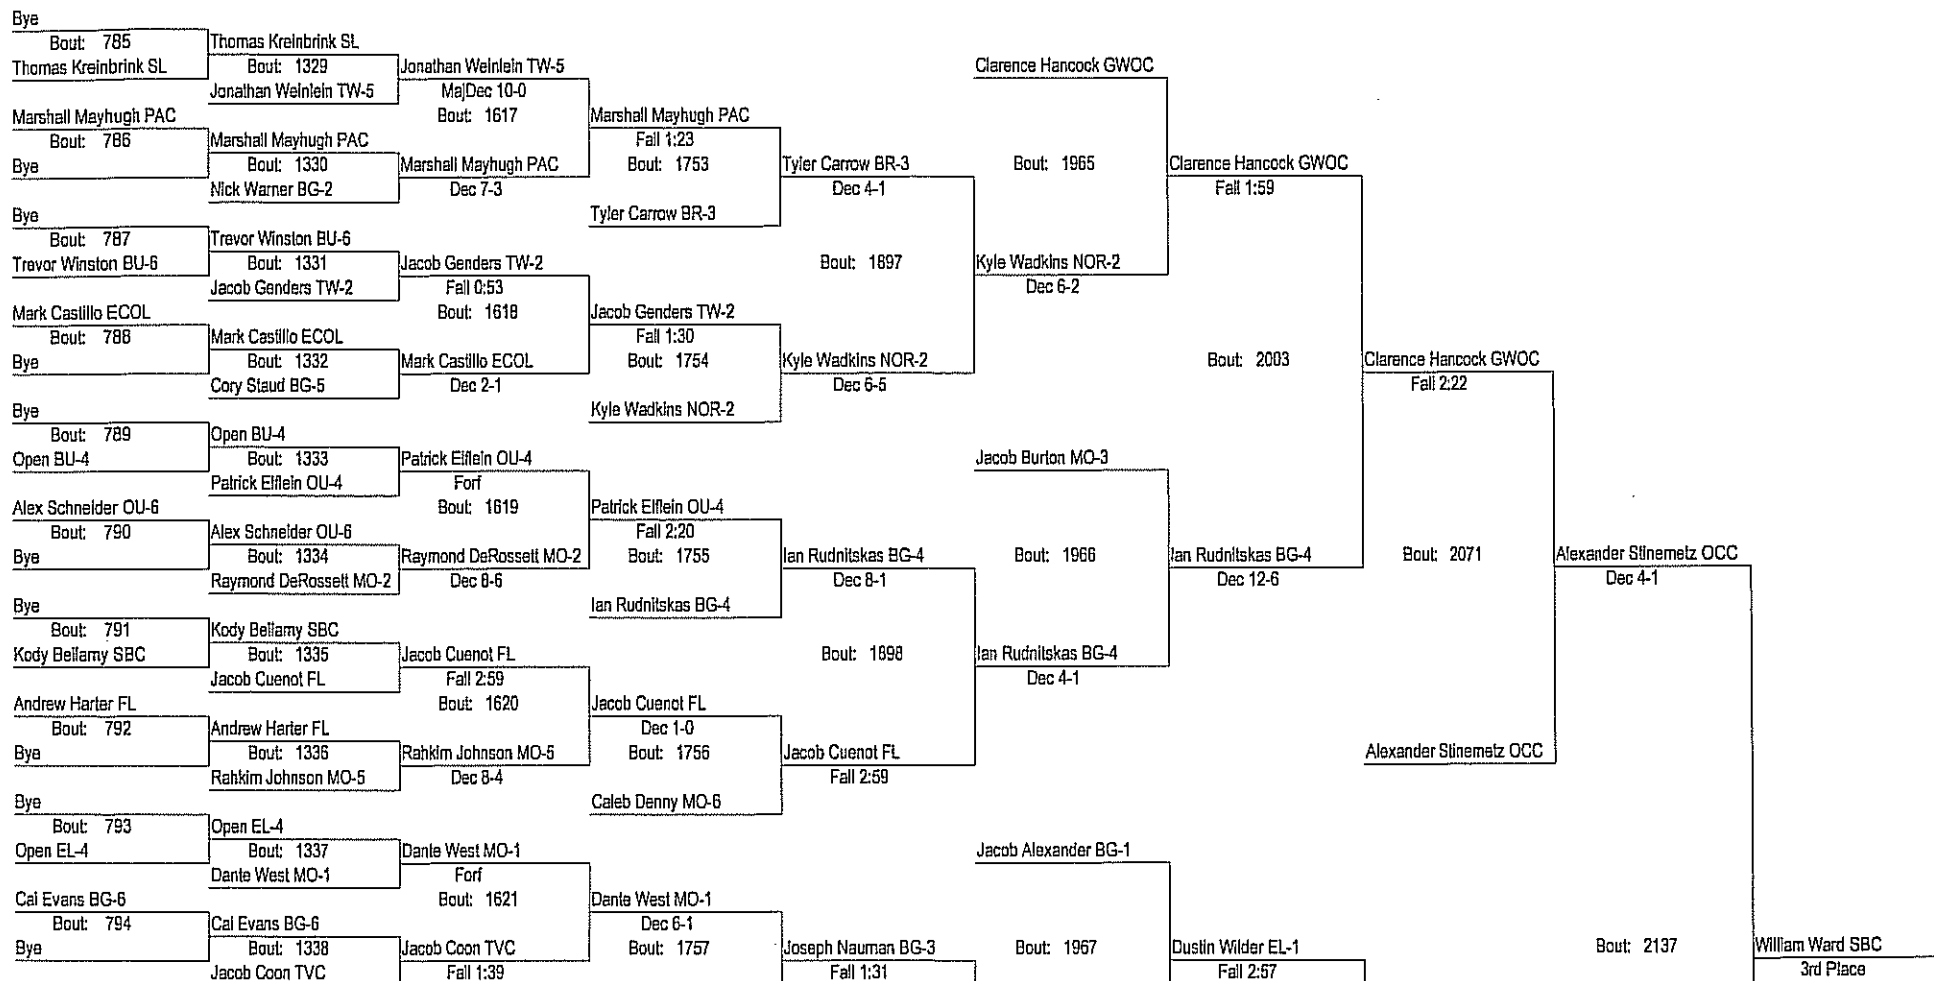 Bye
Bout: 785
Thomas Kreinbrink SL
Thomas Kreinbrink SL
Bout: 1329
Jonathan Weinlein TW-5
Jonathan Weinlein TW-5
MajDec 10-0
Bout: 1617
Marshall Mayhugh PAC
Bout: 786
Bye
Marshall Mayhugh PAC
Bout: 1330
Nick Warner BG-2
Marshall Mayhugh PAC
Dec 7-3
Marshall Mayhugh PAC
Fall 1:23
Bout: 1753
Tyler Carrow BR-3
Tyler Carrow BR-3
Dec 4-1
Bye
Bout: 787
Trevor Winston BU-6
Trevor Winston BU-6
Bout: 1331
Jacob Genders TW-2
Jacob Genders TW-2
Fall 0:53
Bout: 1618
Mark Castillo ECOL
Bout: 788
Bye
Mark Castillo ECOL
Bout: 1332
Cory Staud BG-5
Mark Castillo ECOL
Dec 2-1
Jacob Genders TW-2
Fall 1:30
Bout: 1754
Kyle Wadkins NOR-2
Kyle Wadkins NOR-2
Dec 6-5
Bout: 1897
Clarence Hancock GWOC
Bout: 1965
Kyle Wadkins NOR-2
Dec 6-2
Clarence Hancock GWOC
Fall 1:59
Bout: 2003
Bye
Bout: 789
Open BU-4
Open BU-4
Bout: 1333
Patrick Elflein OU-4
Patrick Elflein OU-4
Forf
Bout: 1619
Alex Schneider OU-6
Bout: 790
Bye
Alex Schneider OU-6
Bout: 1334
Raymond DeRossett MO-2
Raymond DeRossett MO-2
Dec 8-6
Patrick Elflein OU-4
Fall 2:20
Bout: 1755
Ian Rudnitskas BG-4
Ian Rudnitskas BG-4
Dec 8-1
Bye
Bout: 791
Kody Bellamy SBC
Kody Bellamy SBC
Bout: 1335
Jacob Cuenot FL
Jacob Cuenot FL
Fall 2:59
Bout: 1620
Andrew Harter FL
Bout: 792
Bye
Andrew Harter FL
Bout: 1336
Rahkim Johnson MO-5
Rahkim Johnson MO-5
Dec 8-4
Jacob Cuenot FL
Dec 1-0
Bout: 1756
Caleb Denny MO-6
Jacob Cuenot FL
Fall 2:59
Bout: 1898
Jacob Burton MO-3
Bout: 1966
Ian Rudnitskas BG-4
Dec 4-1
Ian Rudnitskas BG-4
Dec 12-6
Clarence Hancock GWOC
Fall 2:22
Bout: 2071
Alexander Stinemetz OCC
Alexander Stinemetz OCC
Dec 4-1
Bye
Bout: 793
Open EL-4
Open EL-4
Bout: 1337
Dante West MO-1
Dante West MO-1
Forf
Bout: 1621
Cal Evans BG-6
Bout: 794
Bye
Cal Evans BG-6
Bout: 1338
Jacob Coon TVC
Jacob Coon TVC
Fall 1:39
Dante West MO-1
Dec 6-1
Bout: 1757
Joseph Nauman BG-3
Fall 1:31
Jacob Alexander BG-1
Bout: 1967
Dustin Wilder EL-1
Fall 2:57
Bout: 2137
William Ward SBC
3rd Place